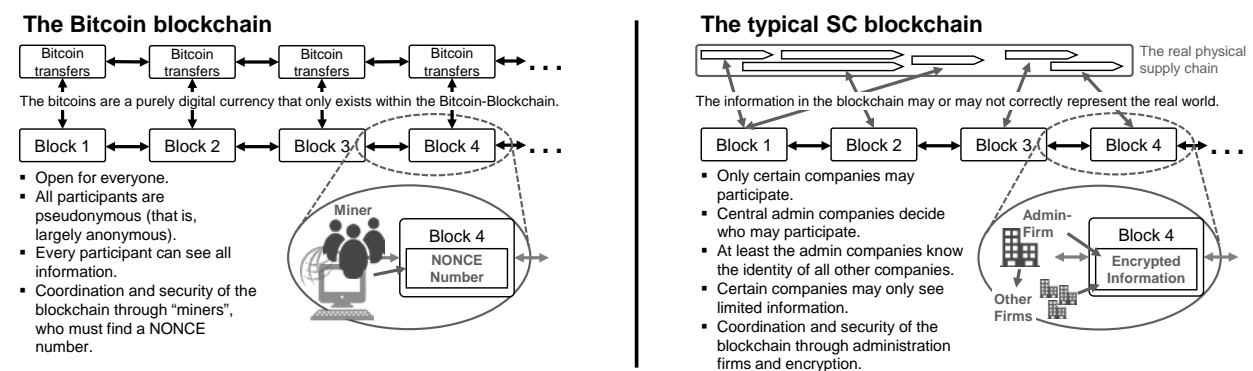 The Bitcoin blockchain
Bitcoin
transfers
Bitcoin
transfers
Bitcoin
transfers
Bitcoin
transfers
...
The bitcoins are a purely digital currency that only exists within the Bitcoin-Blockchain.
Block 1
Block 2
Block 3
Block 4
...
▪ Open for everyone.
▪ All participants are
pseudonymous (that is,
largely anonymous).
▪ Every participant can see all
information.
▪ Coordination and security of the
blockchain through “miners”,
who must find a NONCE
number.
Miner
Block 4
NONCE
Number
The typical SC blockchain
The real physical
supply chain
The information in the blockchain may or may not correctly represent the real world.
Block 1
Block 2
Block 3
Block 4
...
▪ Only certain companies may
participate.
▪ Central admin companies decide
who may participate.
▪ At least the admin companies know
the identity of all other companies.
▪ Certain companies may only see
limited information.
▪ Coordination and security of the
blockchain through administration
firms and encryption.
Admin-
Firm
Other
Firms
Block 4
Encrypted
Information